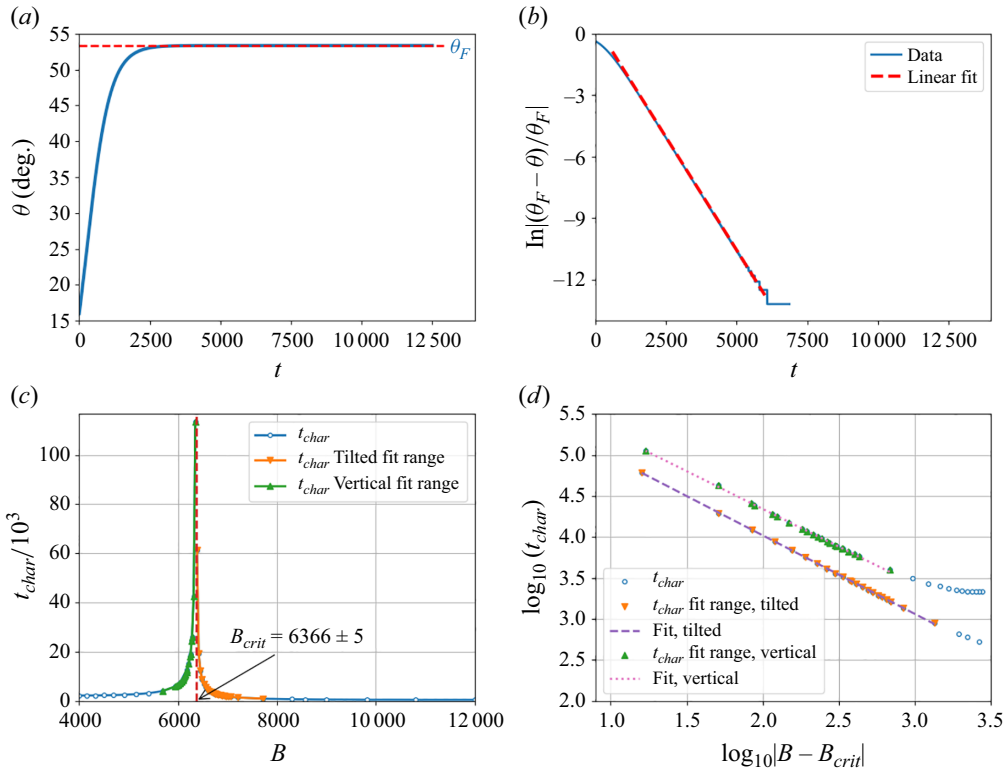 (a)
55
50
45
40
35
30
25
20
15
θ (deg.)
θ_F
0 2500 5000 7500 10 000 12 500
t
(b)
0
−3
−6
−9
−12
In|(θ_F − θ)/θ_F|
Data
Linear fit
0 2500 5000 7500 10 000 12 500
t
(c)
100
80
60
40
20
0
t_char/10^3
t_char
t_char Tilted fit range
t_char Vertical fit range
B_crit = 6366 ± 5
4000 6000 8000 10 000 12 000
B
(d)
5.5
5.0
4.5
4.0
3.5
3.0
2.5
2.0
log_10 (t_char)
t_char
t_char fit range, tilted
Fit, tilted
t_char fit range, vertical
Fit, vertical
1.0 1.5 2.0 2.5 3.0 3.5
log_10|B − B_crit|